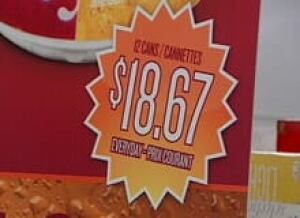 12 CANS / CANNETTES
$18.67
EVERYDAY - PRIX COURANT